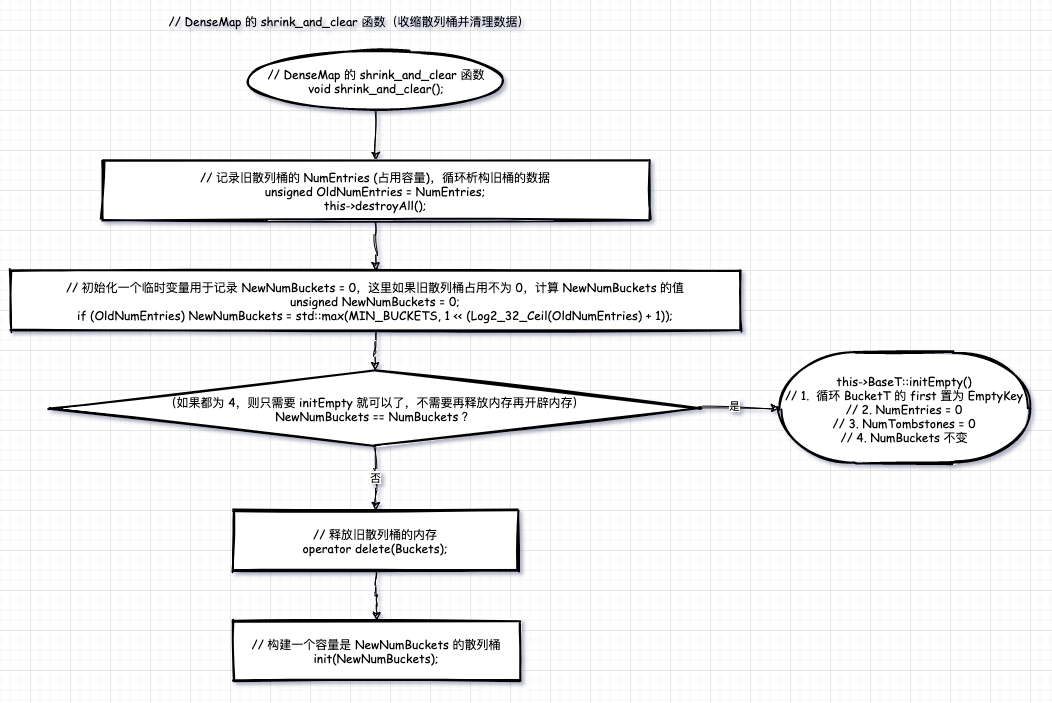 // DenseMap 的 shrink_and_clear 函数（收缩散列桶并清理数据）
// DenseMap 的 shrink_and_clear 函数
void shrink_and_clear();
// 记录旧散列桶的 NumEntries (占用容量)，循环析构旧桶的数据
unsigned OldNumEntries = NumEntries;
this->destroyAll();
// 初始化一个临时变量用于记录 NewNumBuckets = 0，这里如果旧散列桶占用不为 0，计算 NewNumBuckets 的值
unsigned NewNumBuckets = 0;
if (OldNumEntries) NewNumBuckets = std::max(MIN_BUCKETS, 1 << (Log2_32_Ceil(OldNumEntries) + 1));
(如果都为 4，则只需要 initEmpty 就可以了，不需要再释放内存再开辟内存)
NewNumBuckets == NumBuckets ?
是
this->BaseT::initEmpty()
// 1. 循环 BucketT 的 first 置为 EmptyKey
// 2. NumEntries = 0
// 3. NumTombstones = 0
// 4. NumBuckets 不变
否
// 释放旧散列桶的内存
operator delete(Buckets);
// 构建一个容量是 NewNumBuckets 的散列桶
init(NewNumBuckets);